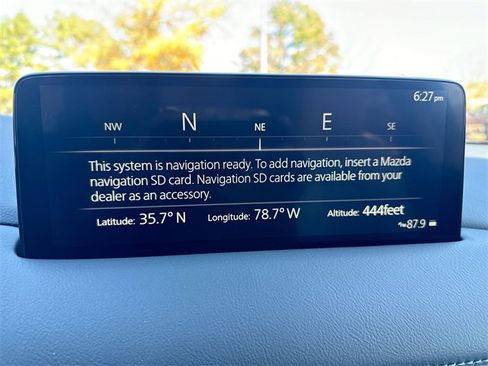 6:27 pm
NW N NE E SE
This system is navigation ready. To add navigation, insert a Mazda
navigation SD card. Navigation SD cards are available from your
dealer as an accessory.
Latitude: 35.7° N Longitude: 78.7° W Altitude: 444feet
FM 87.9